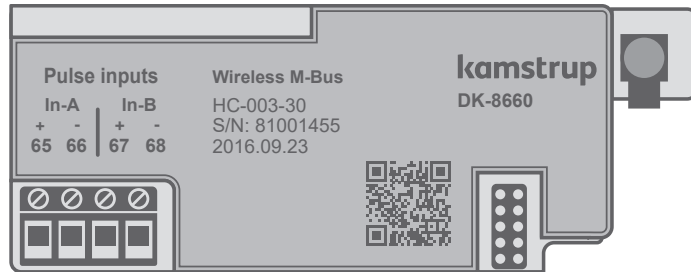 Pulse inputs
In-A In-B
+ - + -
65 66 67 68
Wireless M-Bus
HC-003-30
S/N: 81001455
2016.09.23
kamstrup
DK-8660